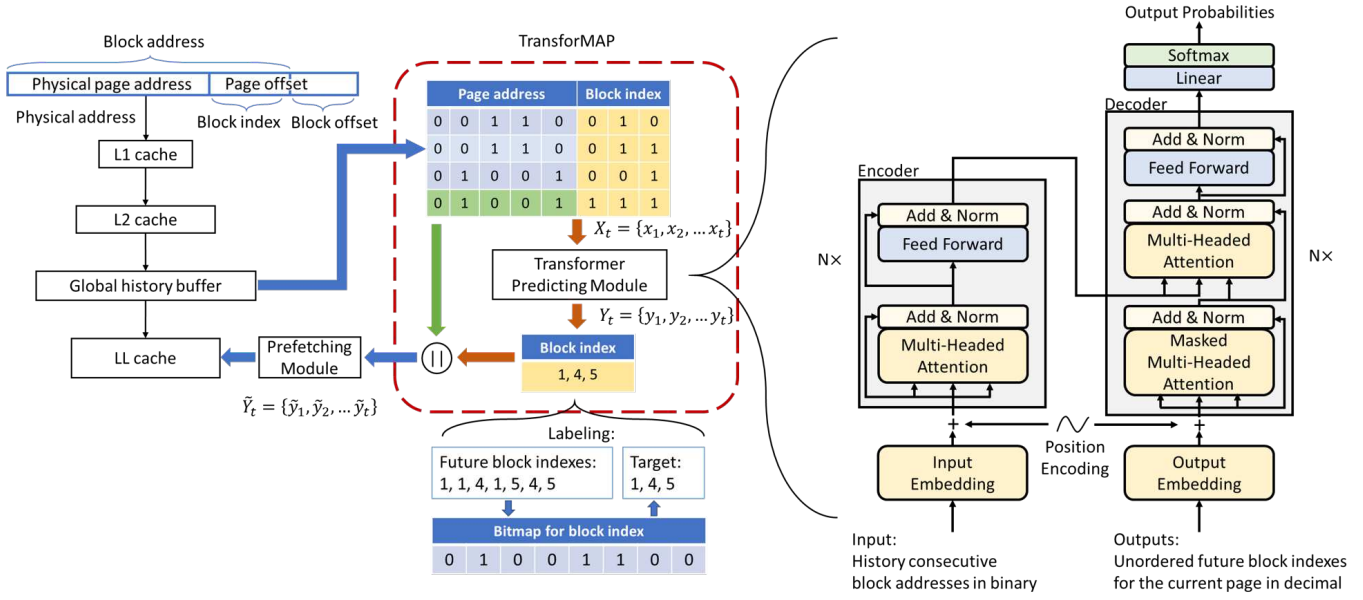 Block address
Physical page address Page offset
Physical address
Block index Block offset
L1 cache
L2 cache
Global history buffer
LL cache
Prefetching
Module
Ỹ_t = {ỹ_1, ỹ_2, … ỹ_t}
TransforMAP
Page address Block index
0 0 1 1 0 0 1 0
0 0 1 1 0 0 1 1
0 1 0 0 1 0 0 1
0 1 0 0 1 1 1 1
X_t = {x_1, x_2, … x_t}
Transformer
Predicting Module
Y_t = {y_1, y_2, … y_t}
Block index
1, 4, 5
||
Labeling:
Future block indexes:
1, 1, 4, 1, 5, 4, 5
Target:
1, 4, 5
Bitmap for block index
0 1 0 0 1 1 0 0
Encoder
Add & Norm
Feed Forward
N×
Add & Norm
Multi-Headed
Attention
+
Input
Embedding
Input:
History consecutive
block addresses in binary
Position
Encoding
Output Probabilities
Softmax
Linear
Decoder
Add & Norm
Feed Forward
Add & Norm
Multi-Headed
Attention
N×
Add & Norm
Masked
Multi-Headed
Attention
+
Output
Embedding
Outputs:
Unordered future block indexes
for the current page in decimal